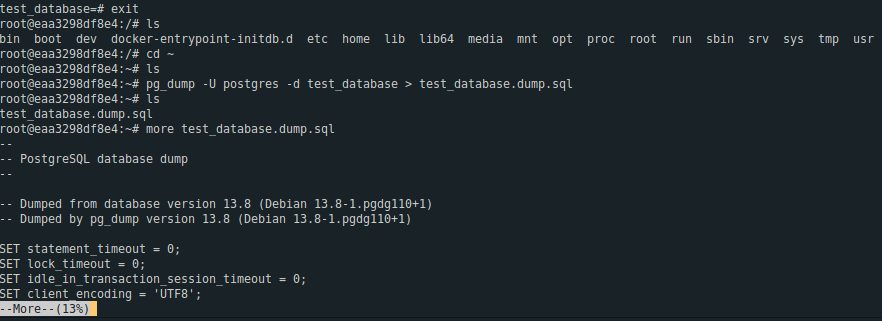 test_database=# exit
root@eaa3298df8e4:/# ls
bin  boot  dev  docker-entrypoint-initdb.d  etc  home  lib  lib64  media  mnt  opt  proc  root  run  sbin  srv  sys  tmp  usr
root@eaa3298df8e4:/# cd ~
root@eaa3298df8e4:~# ls
root@eaa3298df8e4:~# pg_dump -U postgres -d test_database > test_database.dump.sql
root@eaa3298df8e4:~# ls
test_database.dump.sql
root@eaa3298df8e4:~# more test_database.dump.sql
--
-- PostgreSQL database dump
--
-- Dumped from database version 13.8 (Debian 13.8-1.pgdg110+1)
-- Dumped by pg_dump version 13.8 (Debian 13.8-1.pgdg110+1)
SET statement_timeout = 0;
SET lock_timeout = 0;
SET idle_in_transaction_session_timeout = 0;
SET client_encoding = 'UTF8';
--More--(13%)